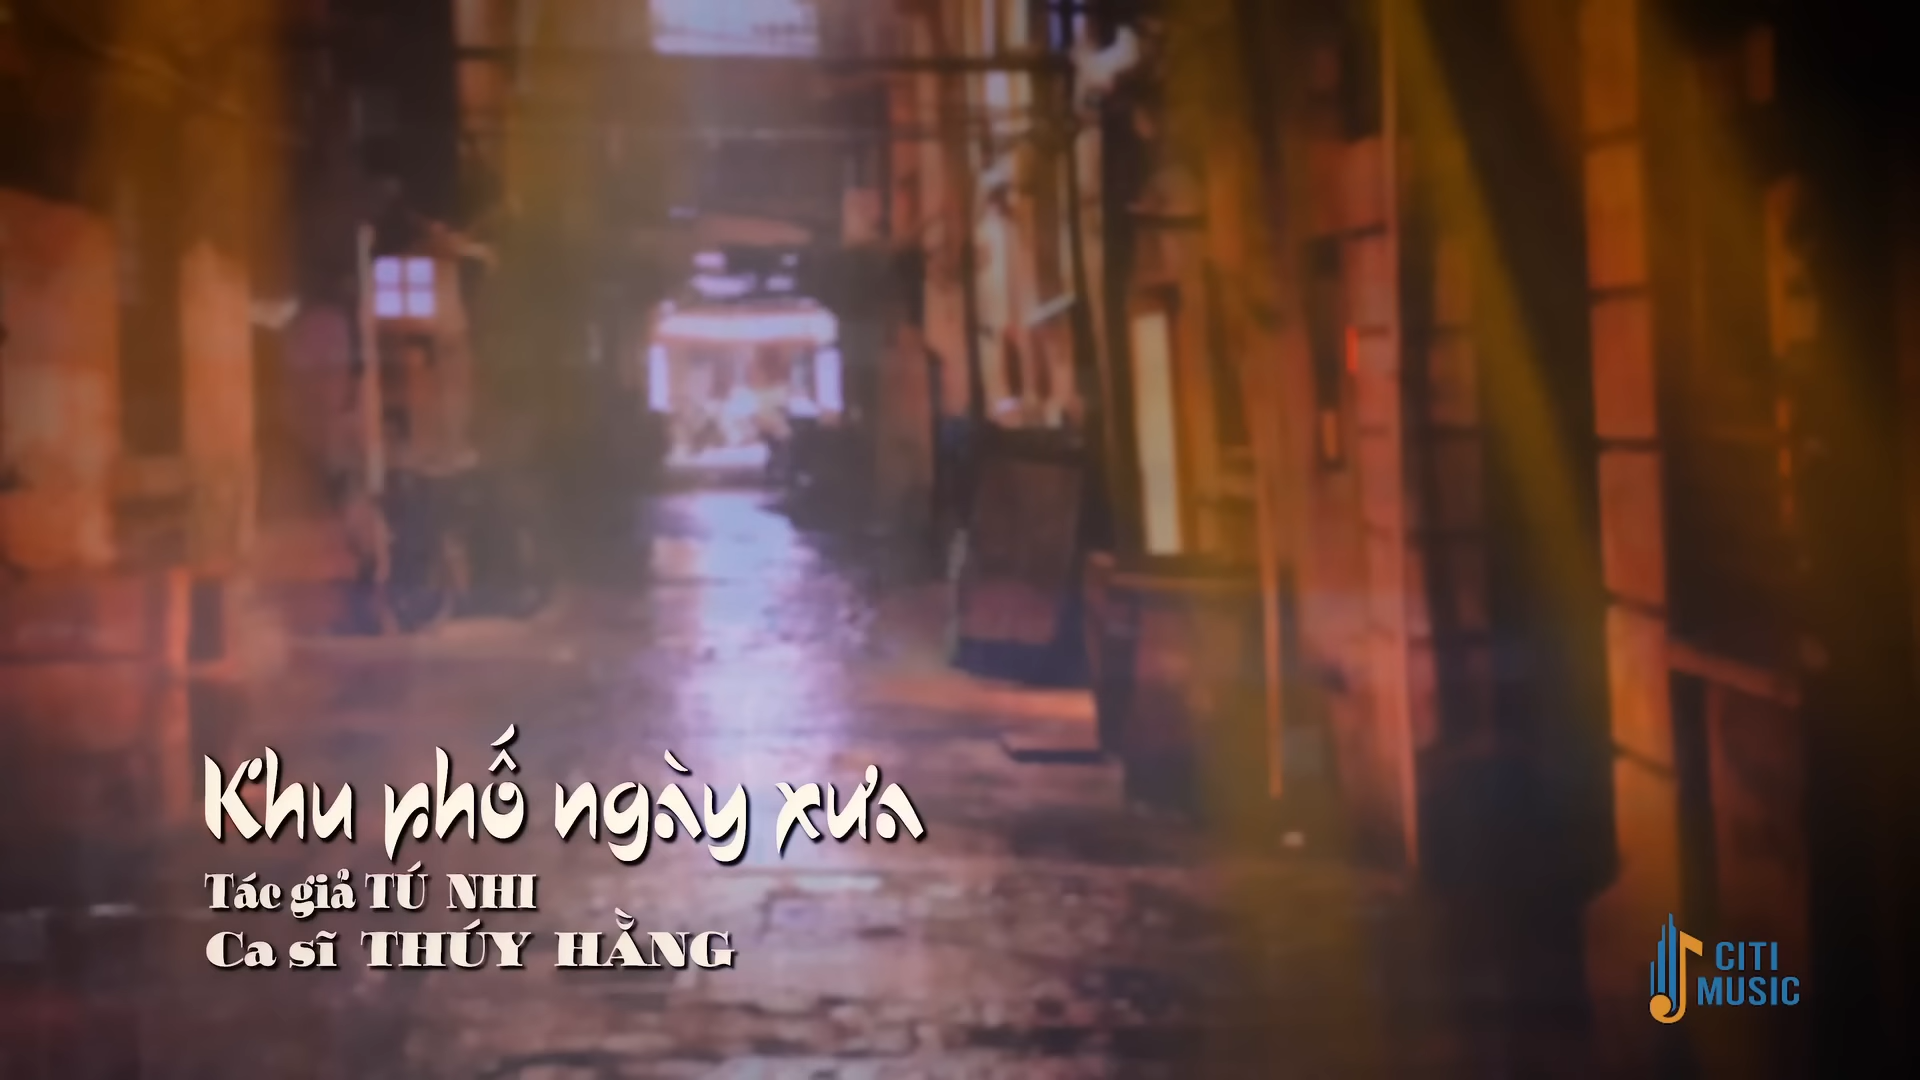 Khu phố ngày xưa
Tác giả TÚ NHI
Ca sĩ THÚY HẰNG
CITI
MUSIC